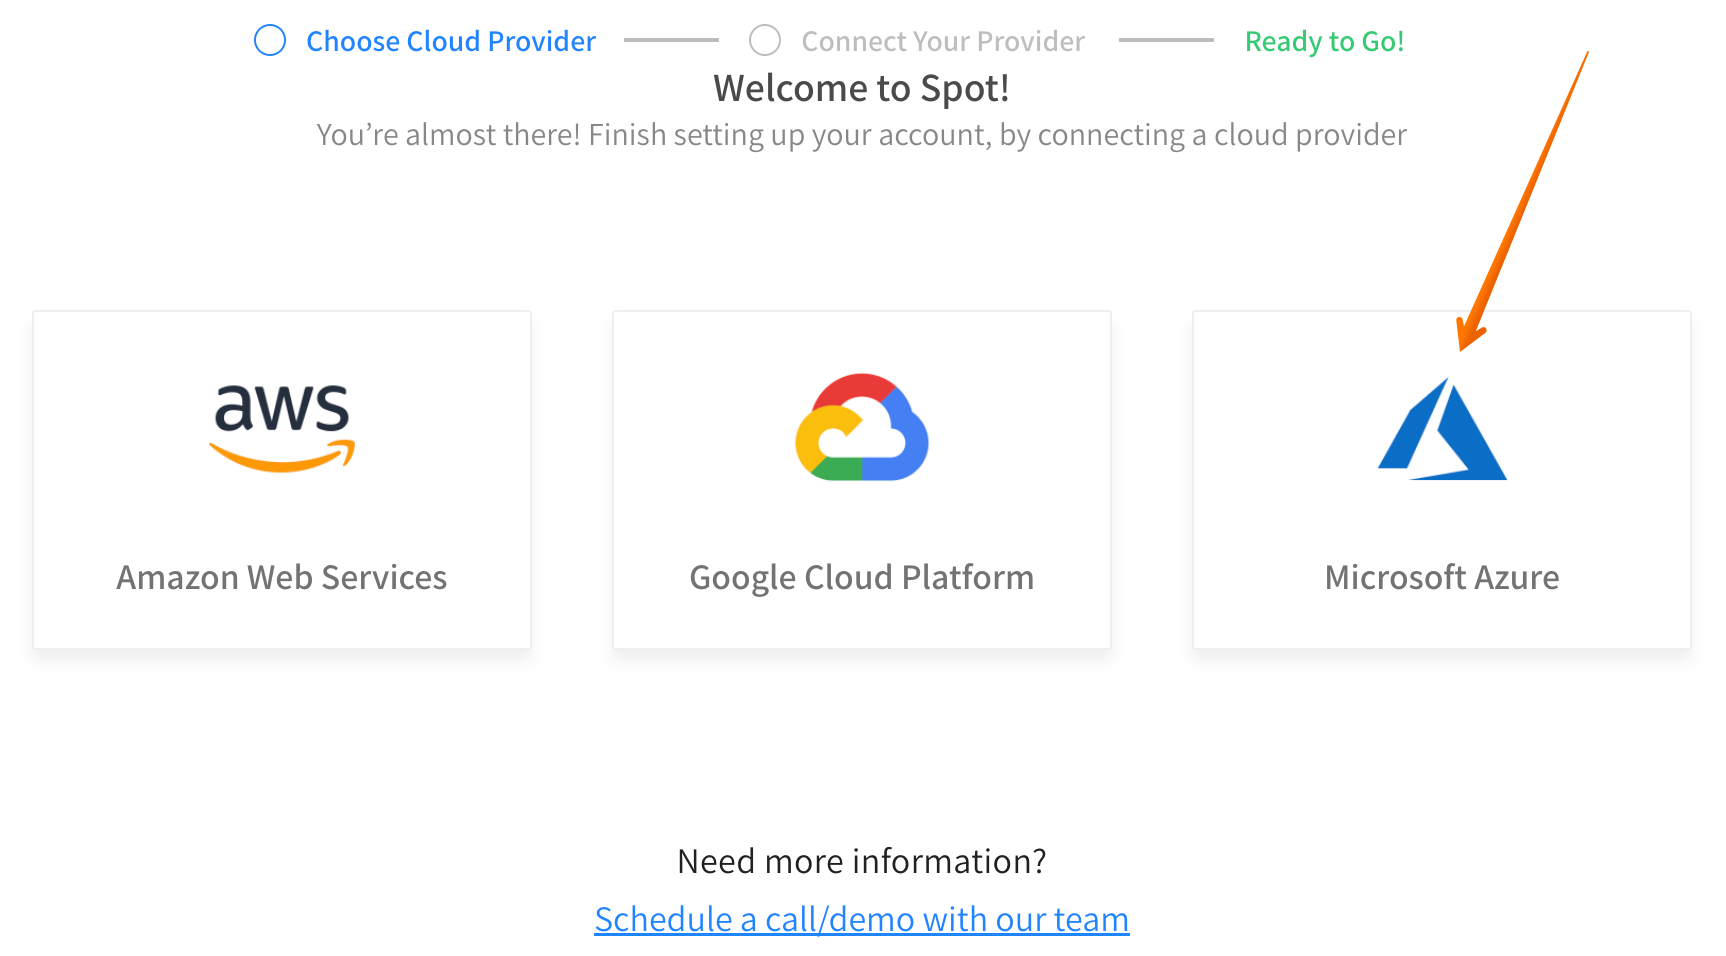 Choose Cloud Provider Connect Your Provider Ready to Go!
Welcome to Spot!
You’re almost there! Finish setting up your account, by connecting a cloud provider
aws
Amazon Web Services
Google Cloud Platform
Microsoft Azure
Need more information?
Schedule a call/demo with our team